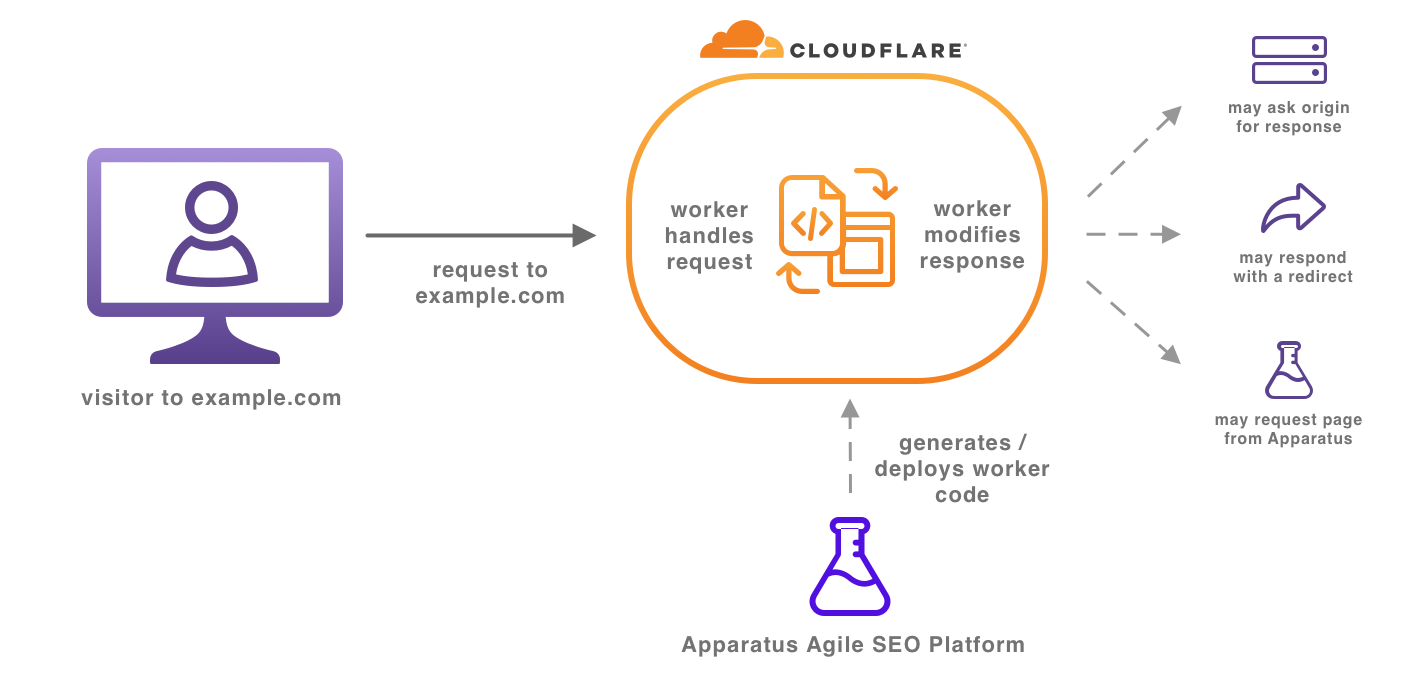 CLOUDFLARE
worker
handles
request
worker
modifies
response
request to
example.com
visitor to example.com
may ask origin
for response
may respond
with a redirect
may request page
from Apparatus
generates /
deploys worker
code
Apparatus Agile SEO Platform